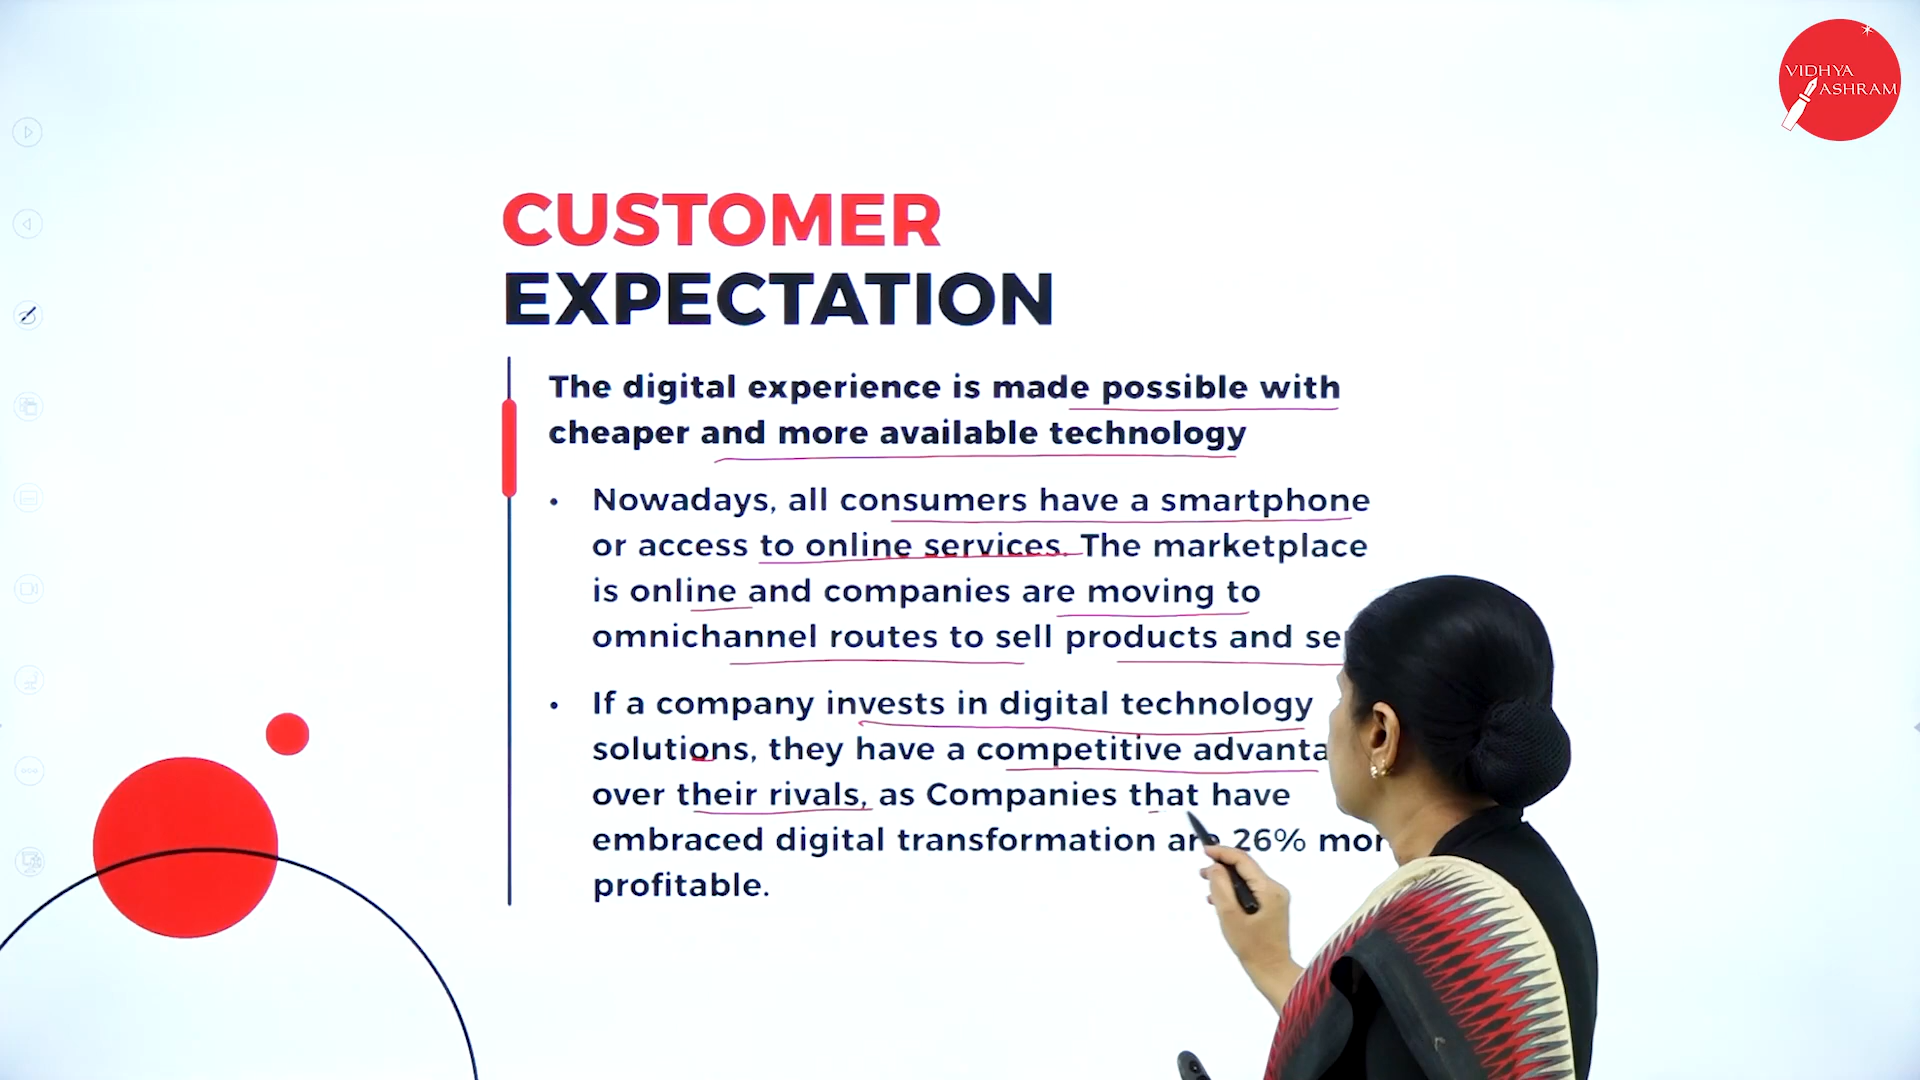 VIDHYA
ASHRAM
CUSTOMER
EXPECTATION
The digital experience is made possible with
cheaper and more available technology
• Nowadays, all consumers have a smartphone
or access to online services. The marketplace
is online and companies are moving to
omnichannel routes to sell products and
• If a company invests in digital technology
solutions, they have a competitive
over their rivals, as Companies that have
embraced digital transformation are 26%
profitable.